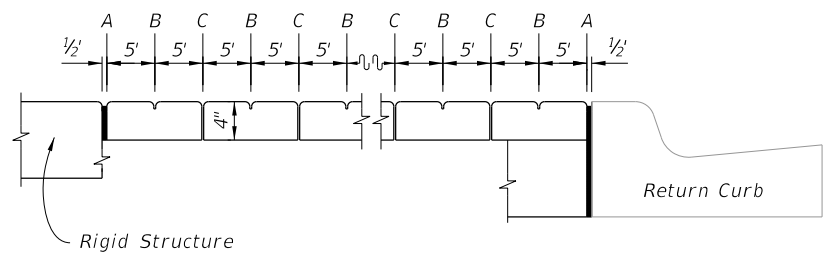 A B C B C B C B C B A
½' 5' 5' 5' 5' 5' 5' 5' 5' 5' ½'
4"
Return Curb
Rigid Structure